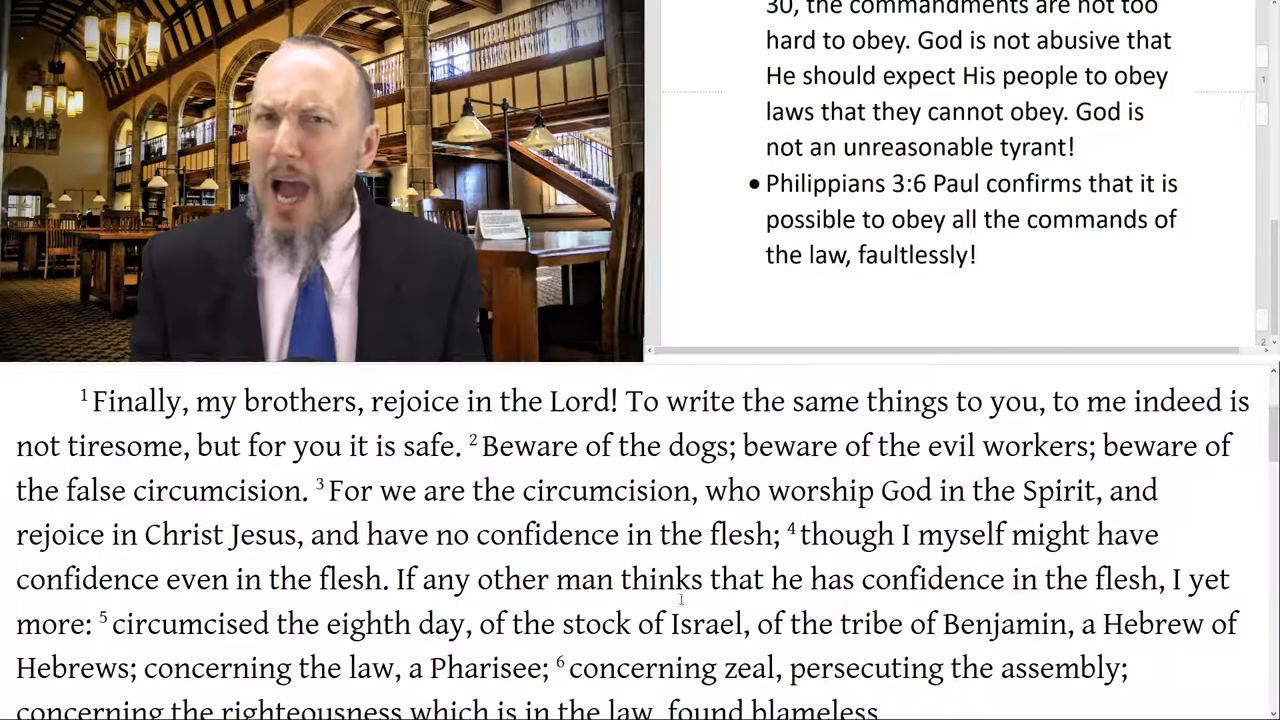 30, the commandments are not too
hard to obey. God is not abusive that
He should expect His people to obey
laws that they cannot obey. God is
not an unreasonable tyrant!
• Philippians 3:6 Paul confirms that it is
possible to obey all the commands of
the law, faultlessly!
1
2
1 Finally, my brothers, rejoice in the Lord! To write the same things to you, to me indeed is
not tiresome, but for you it is safe. 2 Beware of the dogs; beware of the evil workers; beware of
the false circumcision. 3 For we are the circumcision, who worship God in the Spirit, and
rejoice in Christ Jesus, and have no confidence in the flesh; 4 though I myself might have
confidence even in the flesh. If any other man thinks that he has confidence in the flesh, I yet
more: 5 circumcised the eighth day, of the stock of Israel, of the tribe of Benjamin, a Hebrew of
Hebrews; concerning the law, a Pharisee; 6 concerning zeal, persecuting the assembly;
concerning the righteousness which is in the law, found blameless